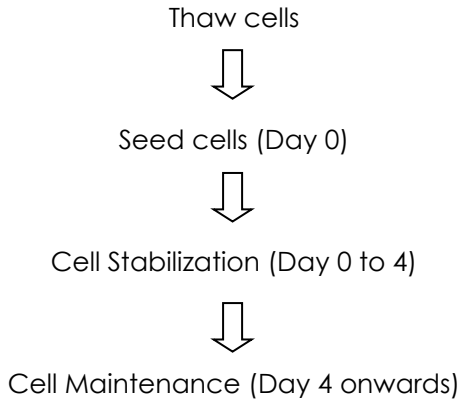 Thaw cells
Seed cells (Day 0)
Cell Stabilization (Day 0 to 4)
Cell Maintenance (Day 4 onwards)